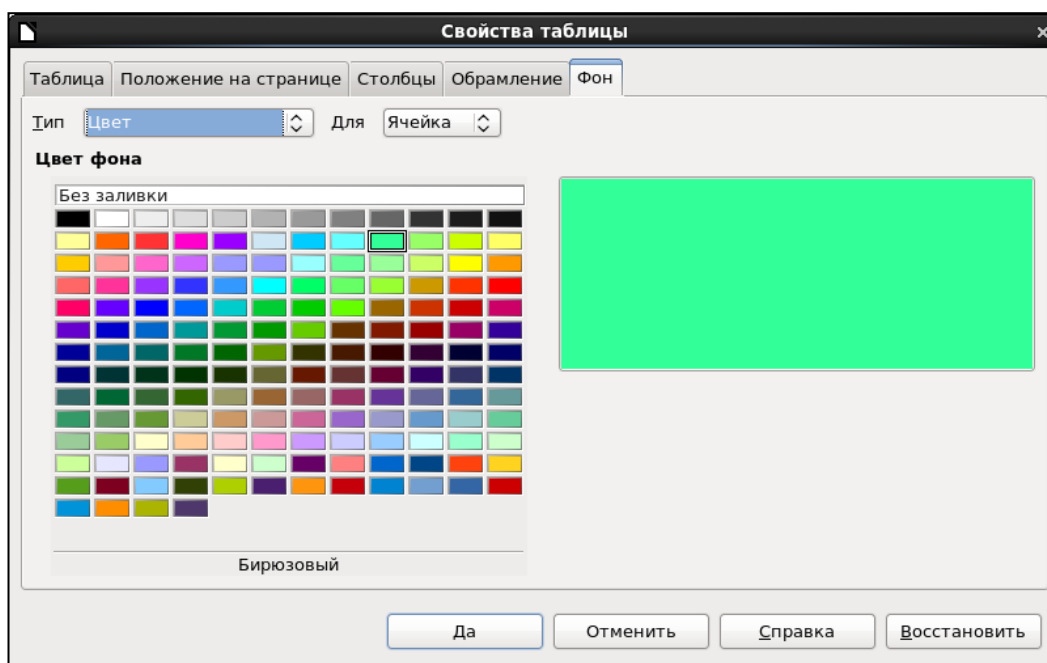 Свойства таблицы
Таблица Положение на странице Столбцы Обрамление Фон
Тип Цвет Для Ячейка
Цвет фона
Без заливки
Бирюзовый
Да Отменить Справка Восстановить